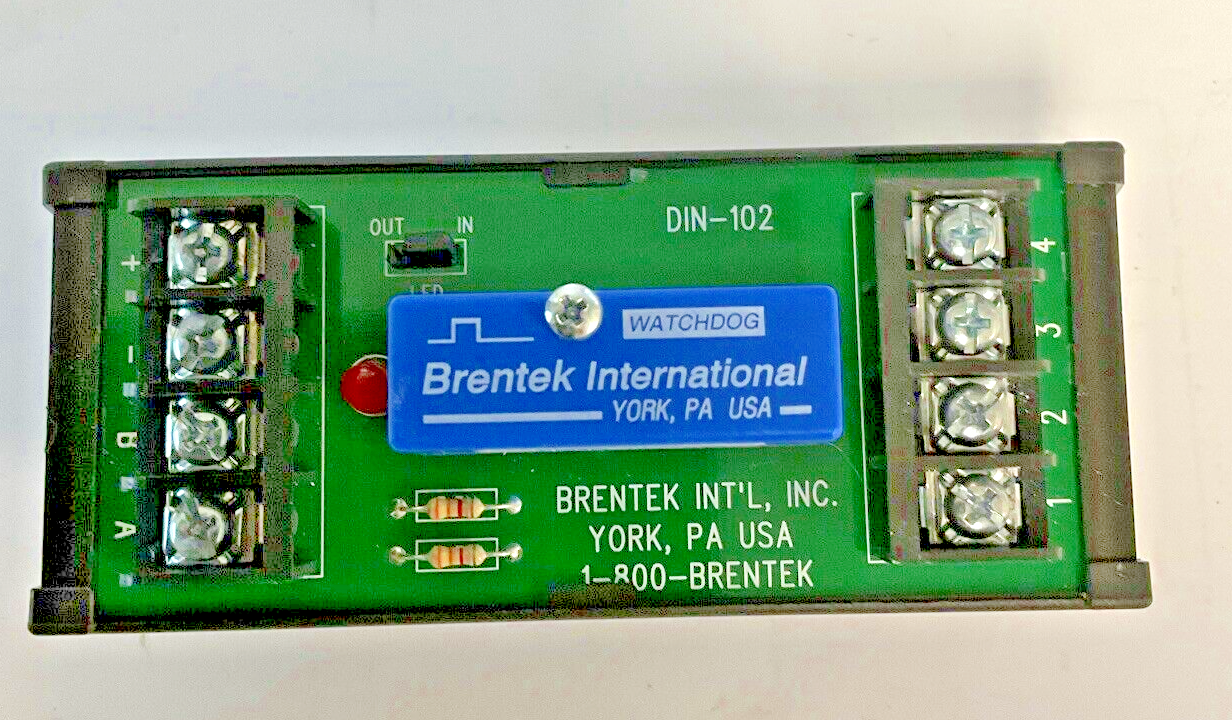 OUT IN
DIN-102
LED
WATCHDOG
Brentek International
YORK, PA USA
BRENTEK INT'L, INC.
YORK, PA USA
1-800-BRENTEK
+
-
B
A
4
3
2
1